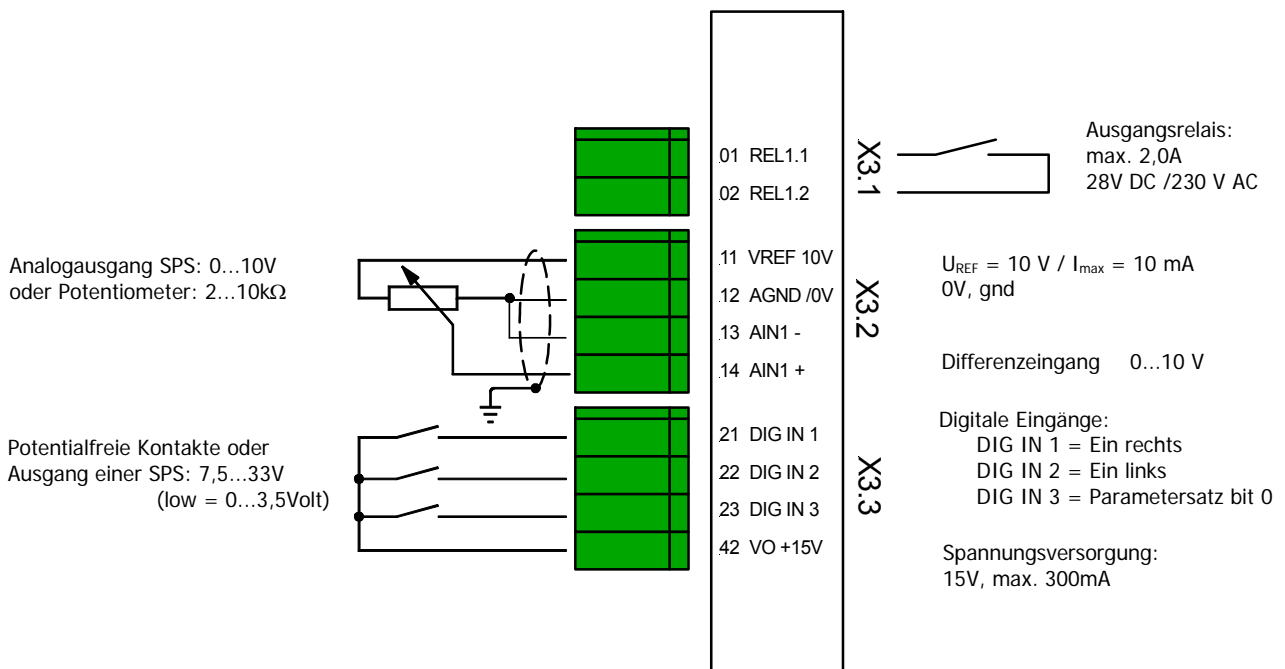 01 REL1.1
02 REL1.2
X3.1
Ausgangsrelais:
max. 2,0A
28V DC /230 V AC
Analogausgang SPS: 0...10V
oder Potentiometer: 2...10kΩ
11 VREF 10V
12 AGND /0V
13 AIN1 -
14 AIN1 +
X3.2
UREF = 10 V / Imax = 10 mA
0V, gnd
Differenzeingang 0...10 V
Potentialfreie Kontakte oder
Ausgang einer SPS: 7,5...33V
(low = 0...3,5Volt)
21 DIG IN 1
22 DIG IN 2
23 DIG IN 3
42 VO +15V
X3.3
Digitale Eingänge:
DIG IN 1 = Ein rechts
DIG IN 2 = Ein links
DIG IN 3 = Parametersatz bit 0
Spannungsversorgung:
15V, max. 300mA